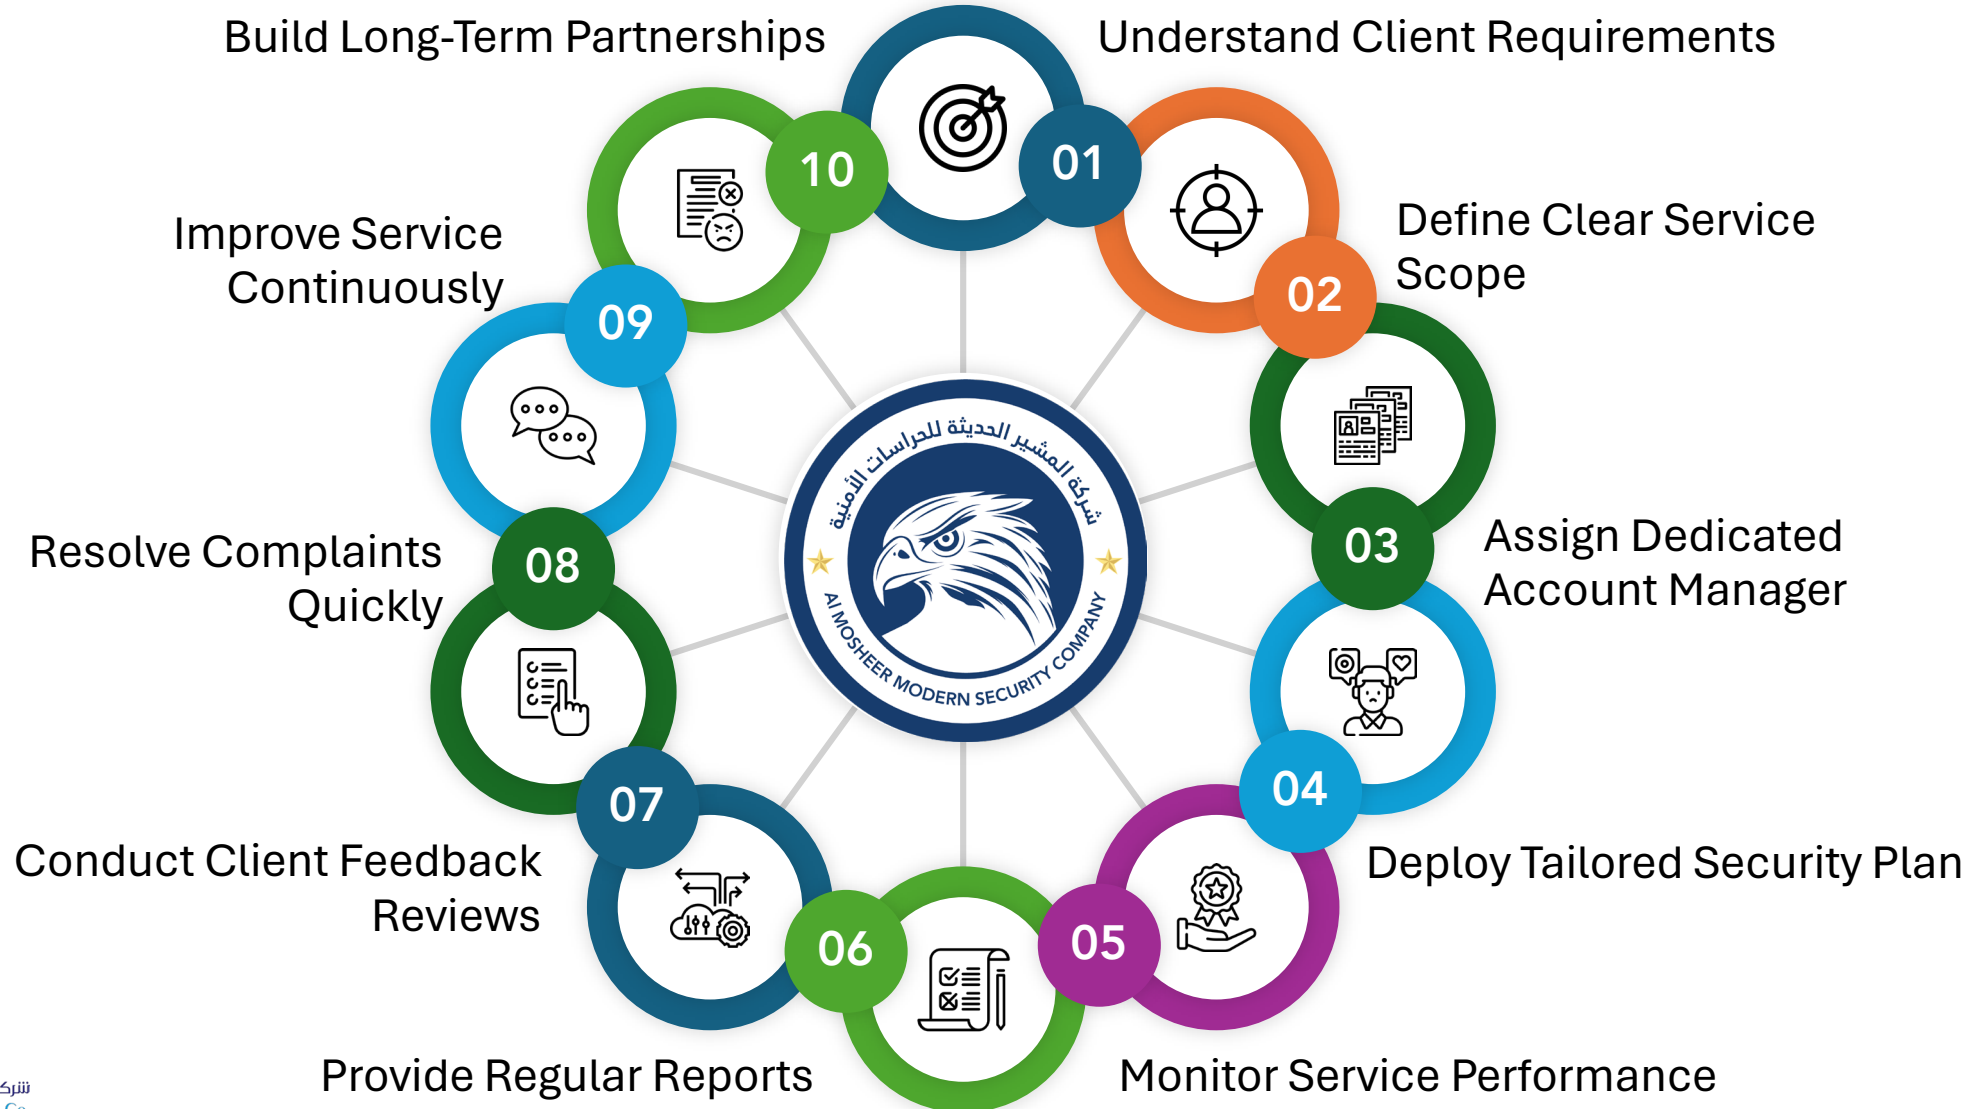 Build Long-Term Partnerships
Understand Client Requirements
10
01
Improve Service
Continuously
Define Clear Service
Scope
09
02
شركة المشير الحديثة للحراسات الأمنية
Al MOSHEER MODERN SECURITY COMPANY
Resolve Complaints
Quickly
08
03
Assign Dedicated
Account Manager
07
04
Conduct Client Feedback
Reviews
Deploy Tailored Security Plan
06
05
Provide Regular Reports
Monitor Service Performance
Co